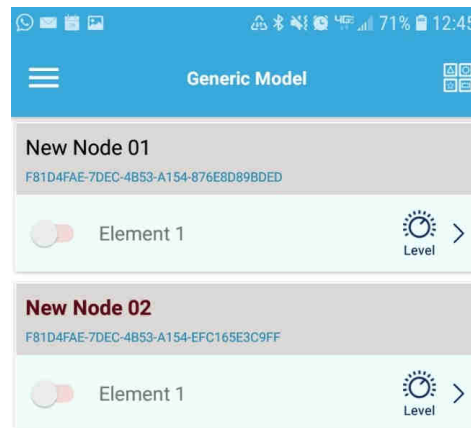 4GE 71% 12:45
Generic Model
New Node 01
F81D4FAE-7DEC-4B53-A154-876E8D89BDED
Element 1
Level
New Node 02
F81D4FAE-7DEC-4B53-A154-EFC165E3C9FF
Element 1
Level